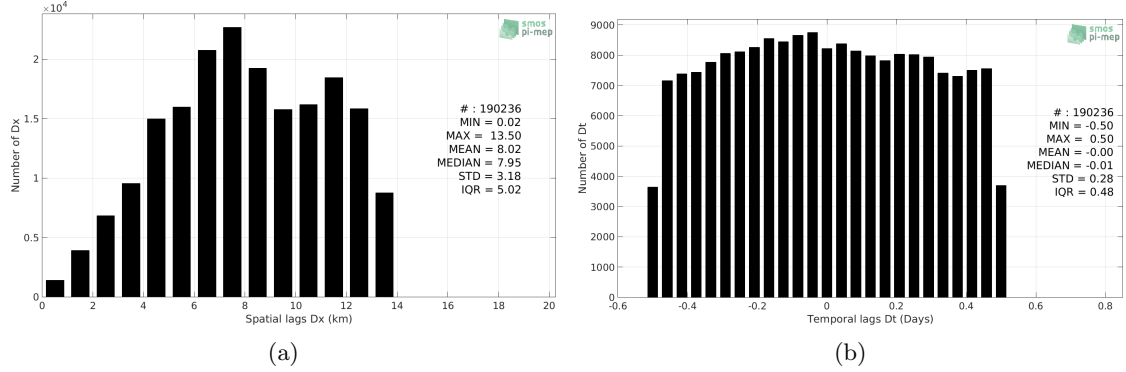 ×10⁴
2
1.5
1
0.5
0
Number of Dx
0 2 4 6 8 10 12 14 16 18 20
Spatial lags Dx (km)
smos
pi-mep
# : 190236
MIN = 0.02
MAX = 13.50
MEAN = 8.02
MEDIAN = 7.95
STD = 3.18
IQR = 5.02
(a)
9000
8000
7000
6000
5000
4000
3000
2000
1000
0
Number of Dt
-0.6 -0.4 -0.2 0 0.2 0.4 0.6 0.8
Temporal lags Dt (Days)
smos
pi-mep
# : 190236
MIN = -0.50
MAX = 0.50
MEAN = -0.00
MEDIAN = -0.01
STD = 0.28
IQR = 0.48
(b)